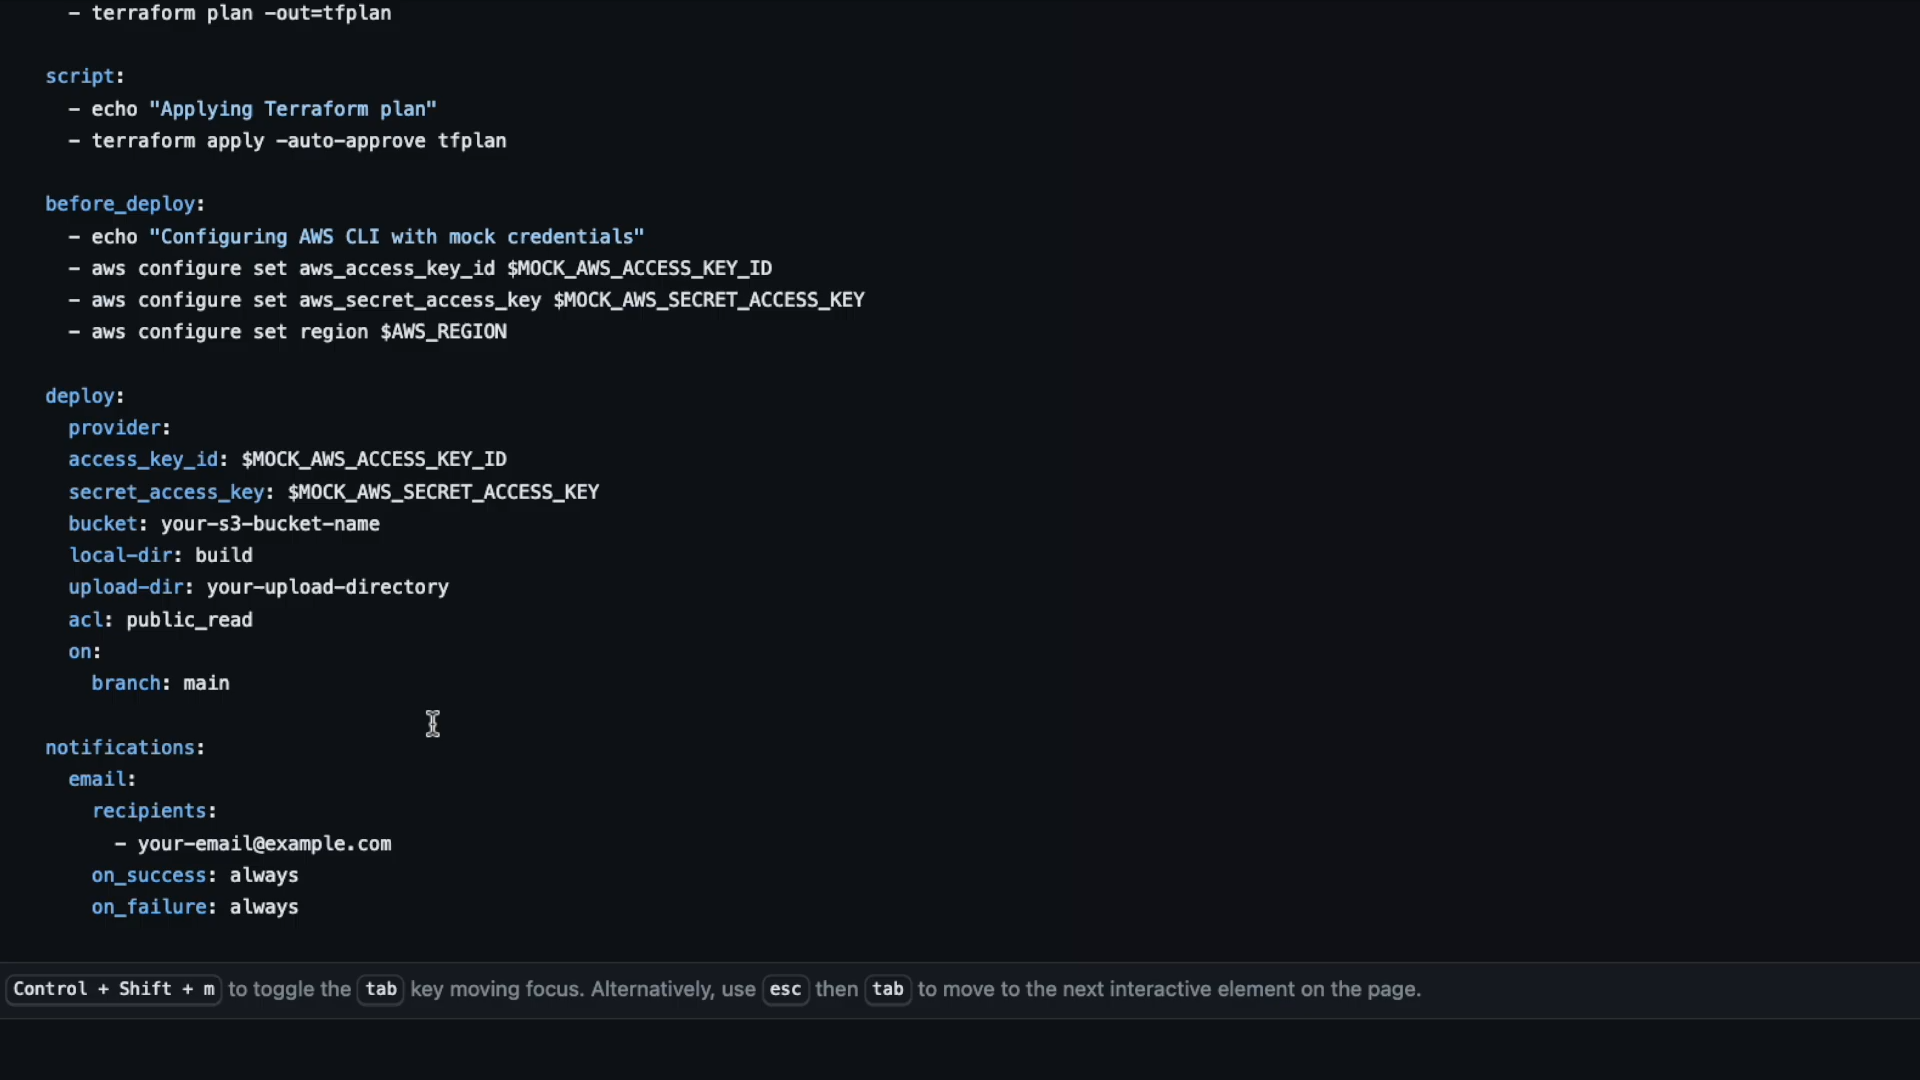 - terraform plan -out=tfplan
script:
- echo "Applying Terraform plan"
- terraform apply -auto-approve tfplan
before_deploy:
- echo "Configuring AWS CLI with mock credentials"
- aws configure set aws_access_key_id $MOCK_AWS_ACCESS_KEY_ID
- aws configure set aws_secret_access_key $MOCK_AWS_SECRET_ACCESS_KEY
- aws configure set region $AWS_REGION
deploy:
provider:
access_key_id: $MOCK_AWS_ACCESS_KEY_ID
secret_access_key: $MOCK_AWS_SECRET_ACCESS_KEY
bucket: your-s3-bucket-name
local-dir: build
upload-dir: your-upload-directory
acl: public_read
on:
branch: main
notifications:
email:
recipients:
- your-email@example.com
on_success: always
on_failure: always
Control + Shift + m to toggle the tab key moving focus. Alternatively, use esc then tab to move to the next interactive element on the page.